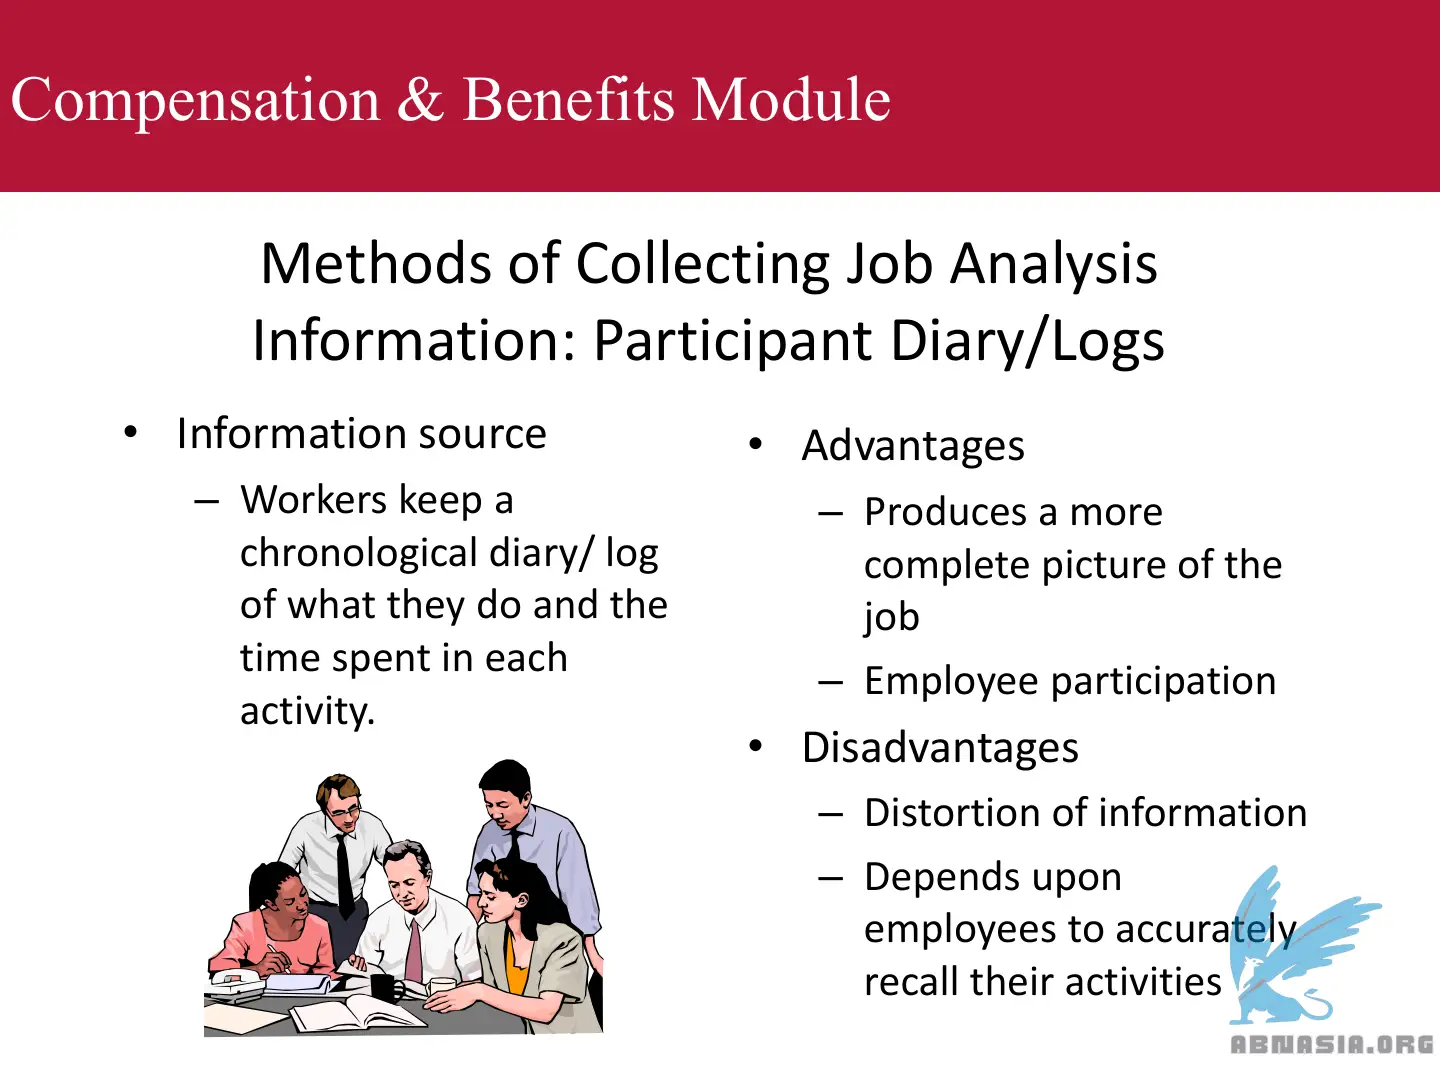 Compensation & Benefits Module
Methods of Collecting Job Analysis
Information: Participant Diary/Logs
• Information source
– Workers keep a
chronological diary/ log
of what they do and the
time spent in each
activity.
• Advantages
– Produces a more
complete picture of the
job
– Employee participation
• Disadvantages
– Distortion of information
– Depends upon
employees to accurately
recall their activities
ABNASIA.ORG